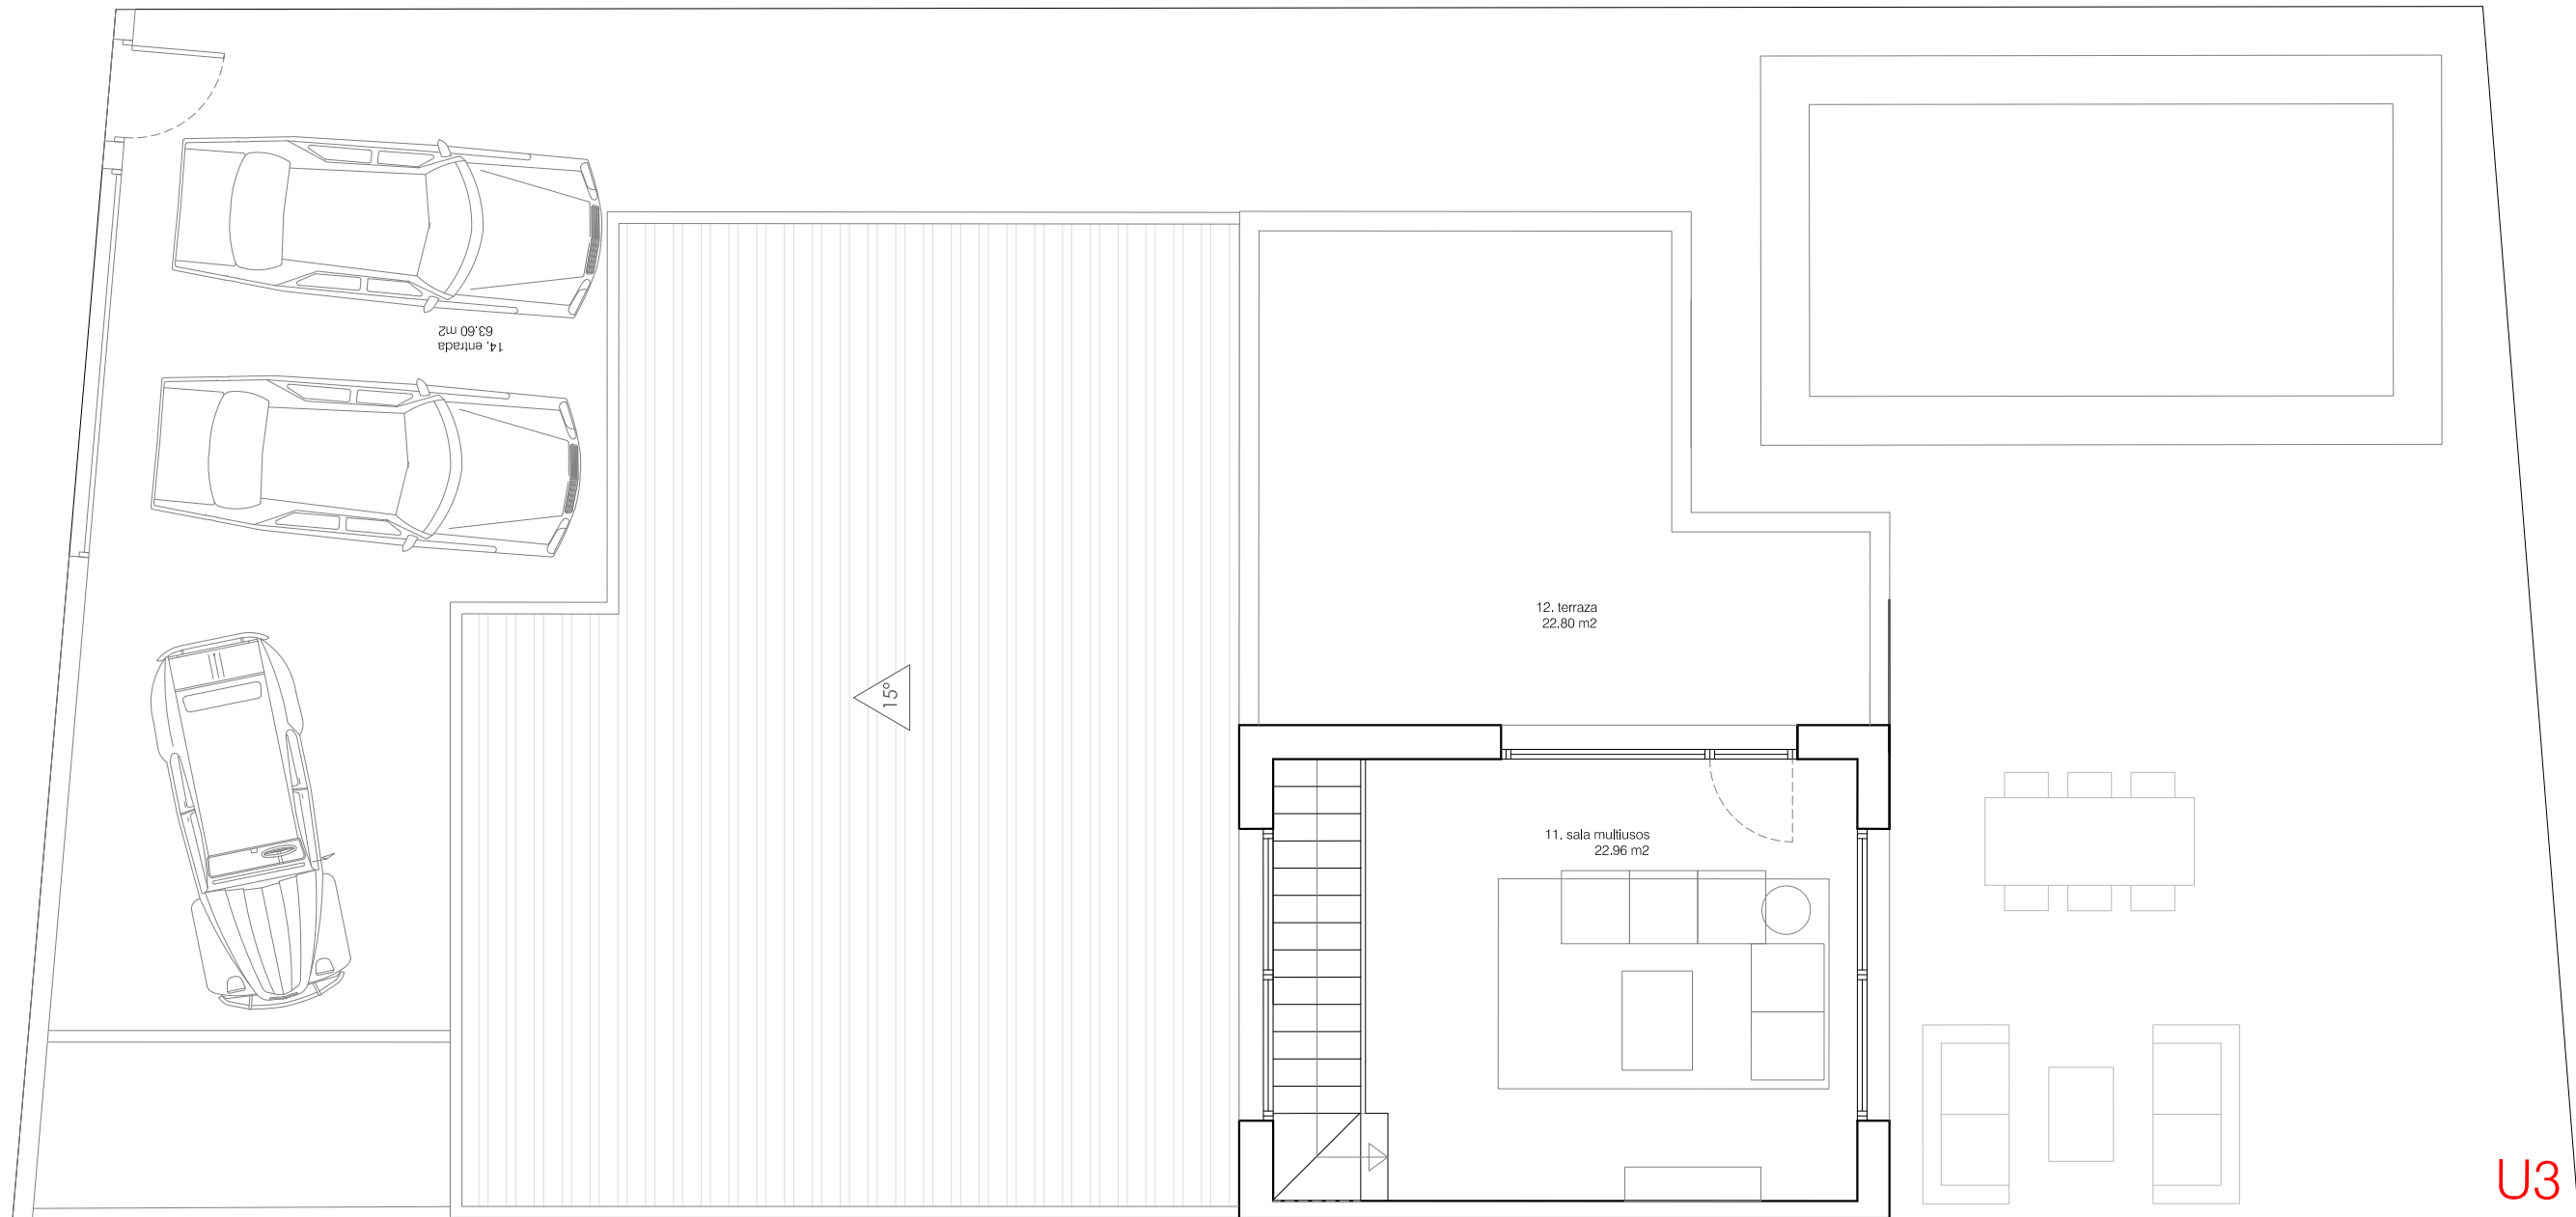 14. entrada
63.60 m2
12. terraza
22.80 m2
15°
11. sala multiusos
22.96 m2
U3